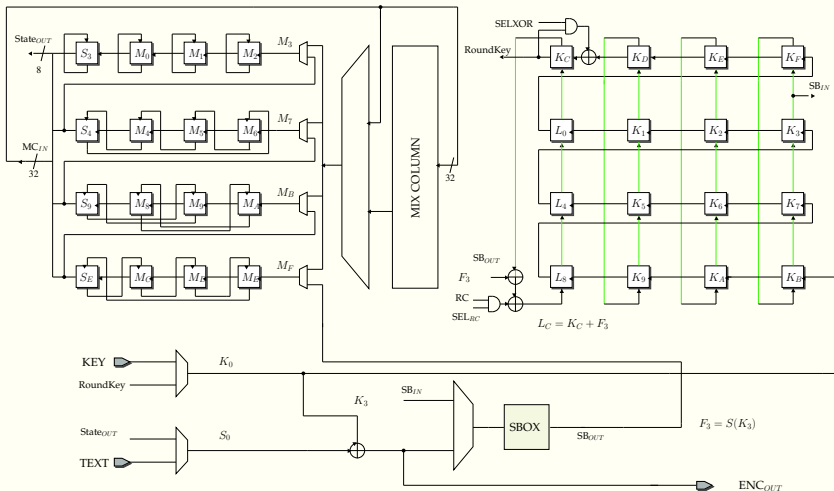 SELXOR
State_OUT
8
S_3 M_0 M_1 M_2
M_3
RoundKey
K_C K_D K_E K_F
SB_IN
S_4 M_4 M_5 M_6
M_7
L_0 K_1 K_2 K_3
MC_IN
32
MIX COLUMN
32
S_9 M_8 M_9 M_A
M_B
L_4 K_5 K_6 K_7
SB_OUT
S_E M_C
M_F
F_3
L_8 K_9 K_A K_B
RC
SEL_RC
L_C = K_C + F_3
KEY
K_0
RoundKey
K_3
SB_IN
State_OUT
S_0
SBOX
SB_OUT
F_3 = S(K_3)
TEXT
ENC_OUT